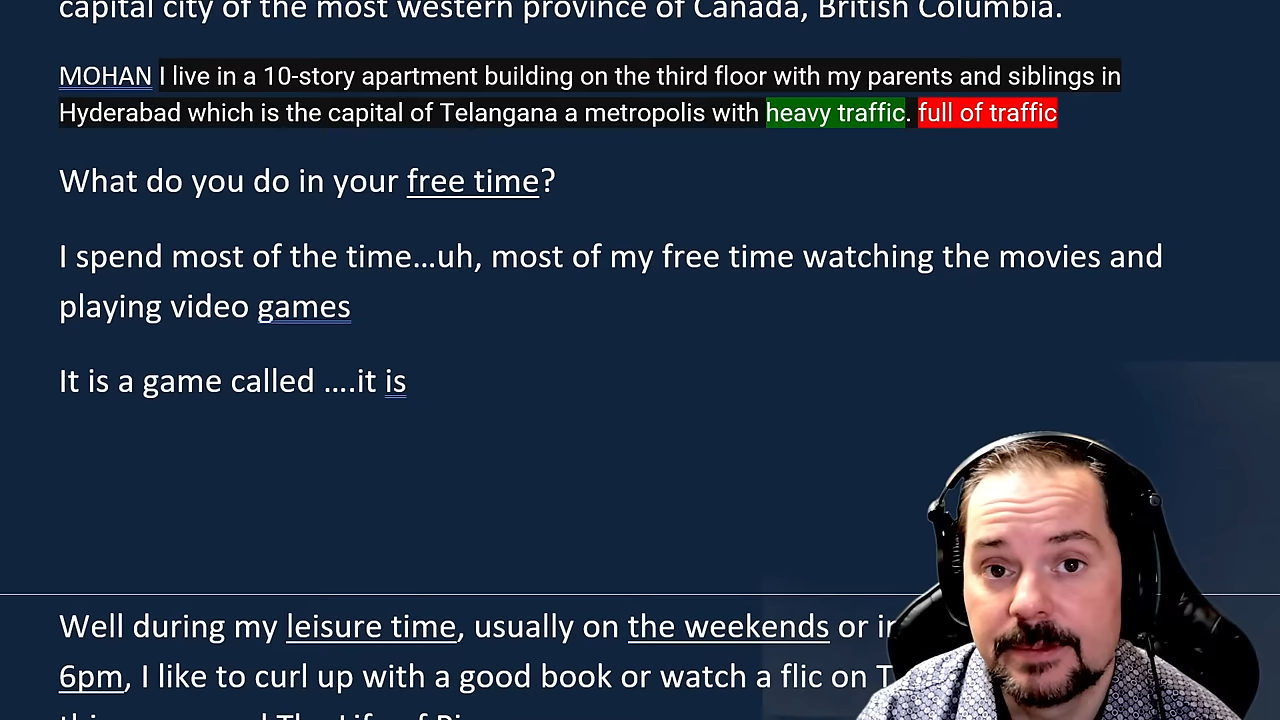 capital city of the most western province of Canada, British Columbia.
MOHAN I live in a 10-story apartment building on the third floor with my parents and siblings in
Hyderabad which is the capital of Telangana a metropolis with heavy traffic. full of traffic
What do you do in your free time?
I spend most of the time...uh, most of my free time watching the movies and
playing video games
It is a game called ....it is
Well during my leisure time, usually on the weekends or
6pm, I like to curl up with a good book or watch a flic on
The Life of Pi